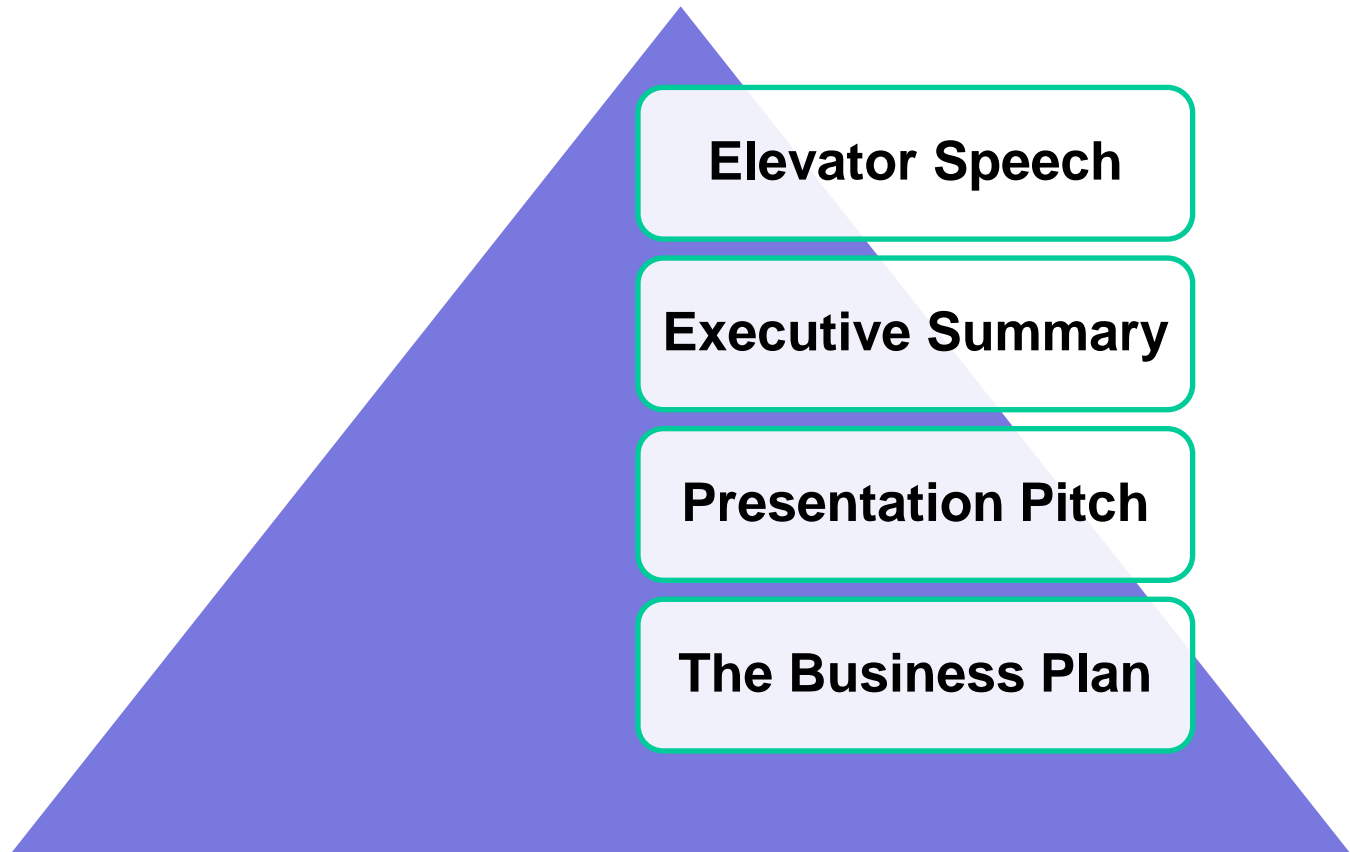 Elevator Speech
Executive Summary
Presentation Pitch
The Business Plan